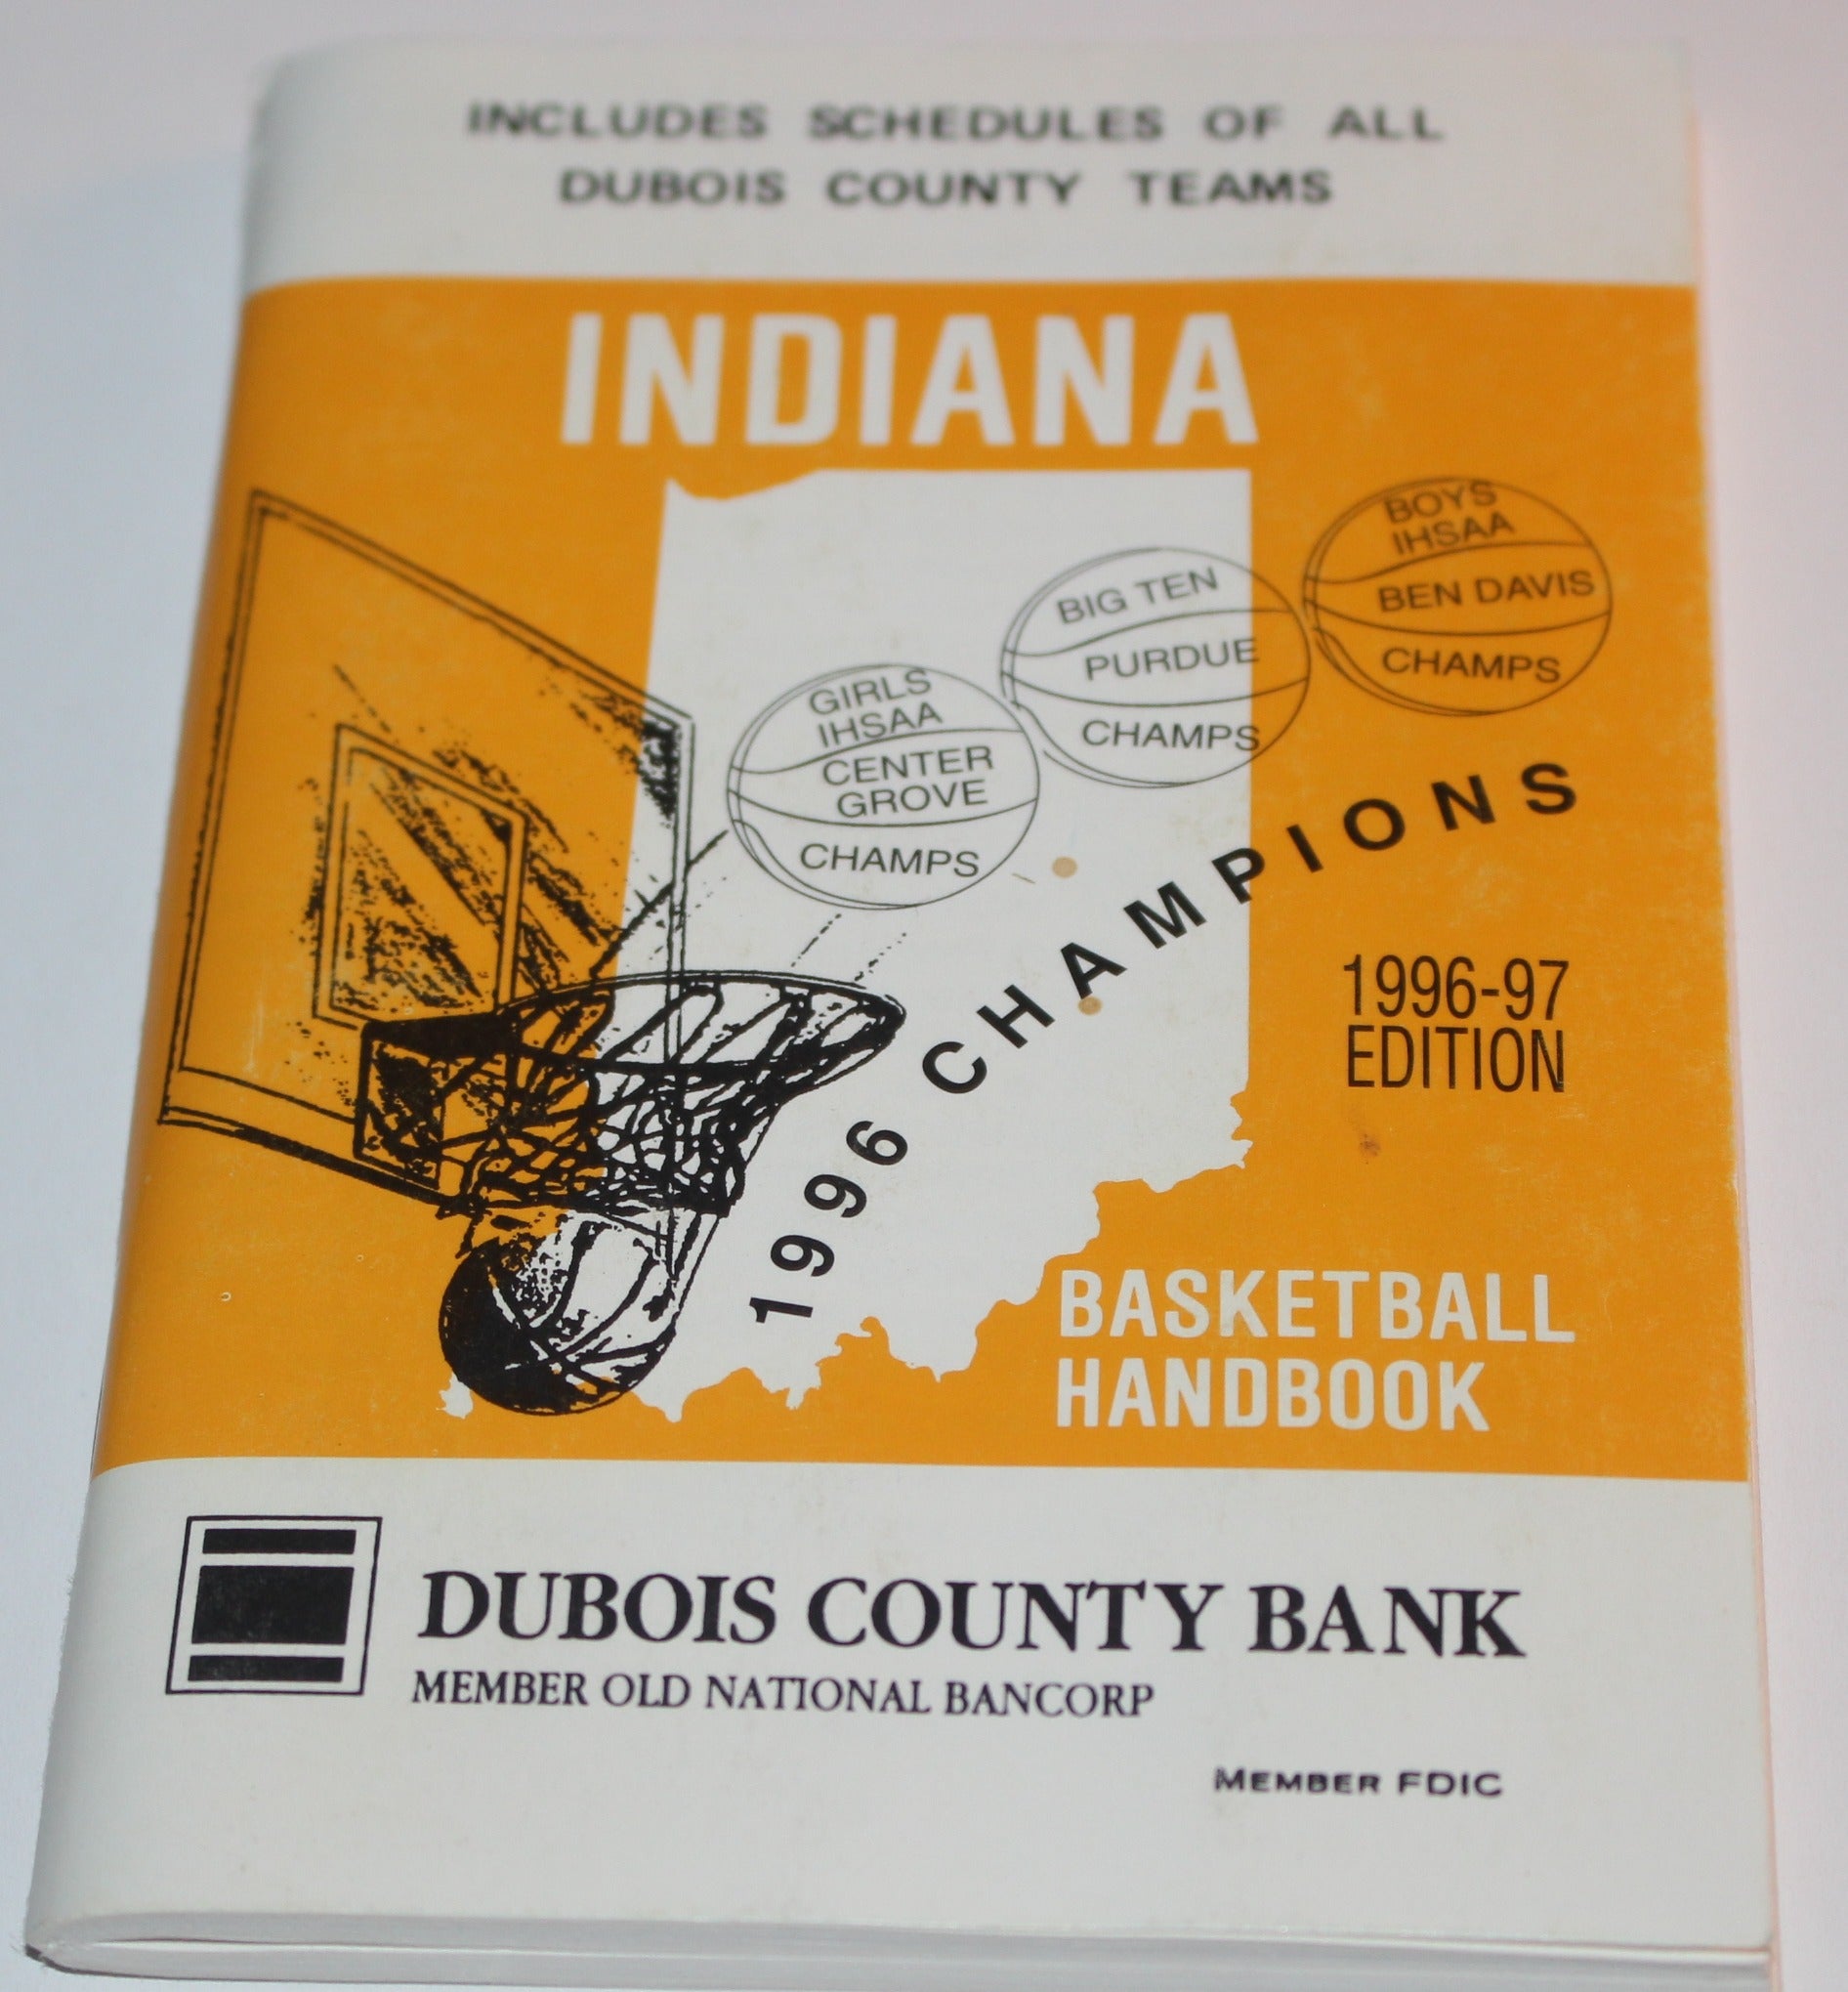 INCLUDES SCHEDULES OF ALL
DUBOIS COUNTY TEAMS
INDIANA
BOYS
IHSAA
BEN DAVIS
CHAMPS
BIG TEN
PURDUE
CHAMPS
GIRLS
IHSAA
CENTER
GROVE
CHAMPS
1996 CHAMPIONS
1996-97
EDITION
BASKETBALL
HANDBOOK
DUBOIS COUNTY BANK
MEMBER OLD NATIONAL BANCORP
MEMBER FDIC